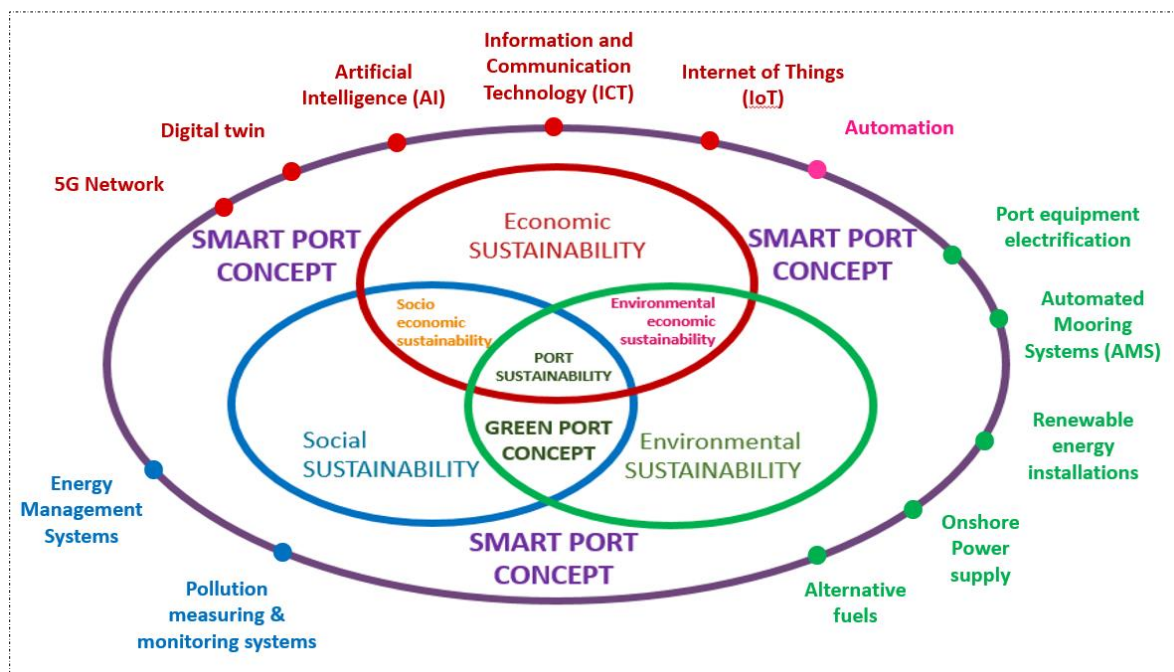 Information and
Communication
Technology (ICT)
Artificial
Intelligence (AI)
Internet of Things
(IoT)
Digital twin
Automation
5G Network
SMART PORT
CONCEPT
Economic
SUSTAINABILITY
SMART PORT
CONCEPT
Port equipment
electrification
Socio
economic
sustainability
Environmental
economic
sustainability
Automated
Mooring
Systems (AMS)
PORT
SUSTAINABILITY
GREEN PORT
CONCEPT
Social
SUSTAINABILITY
Environmental
SUSTAINABILITY
Renewable
energy
installations
Energy
Management
Systems
SMART PORT
CONCEPT
Onshore
Power
supply
Pollution
measuring &
monitoring systems
Alternative
fuels